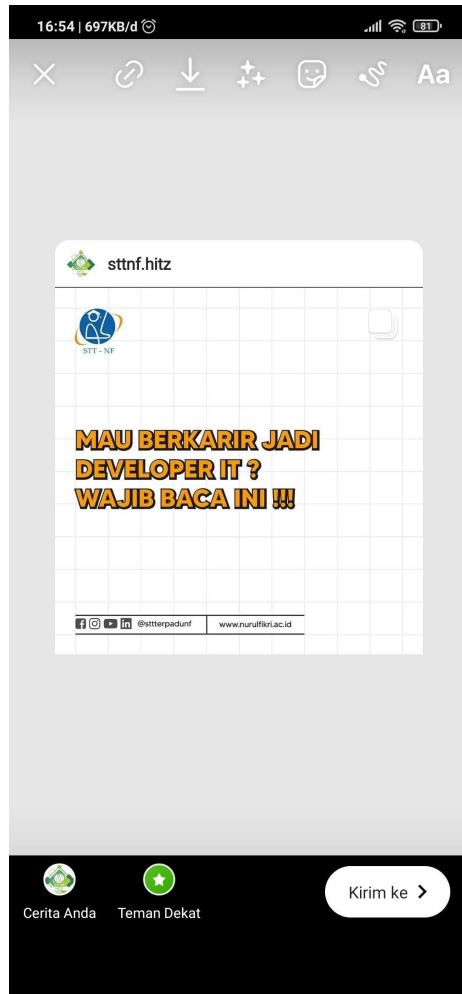 16:54 | 697KB/d
81
Aa
sttnf.hitz
STT - NF
MAU BERKARIR JADI
DEVELOPER IT ?
WAJIB BACA INI !!!
@sttterpadunf
www.nurulfikri.ac.id
Cerita Anda
Teman Dekat
Kirim ke